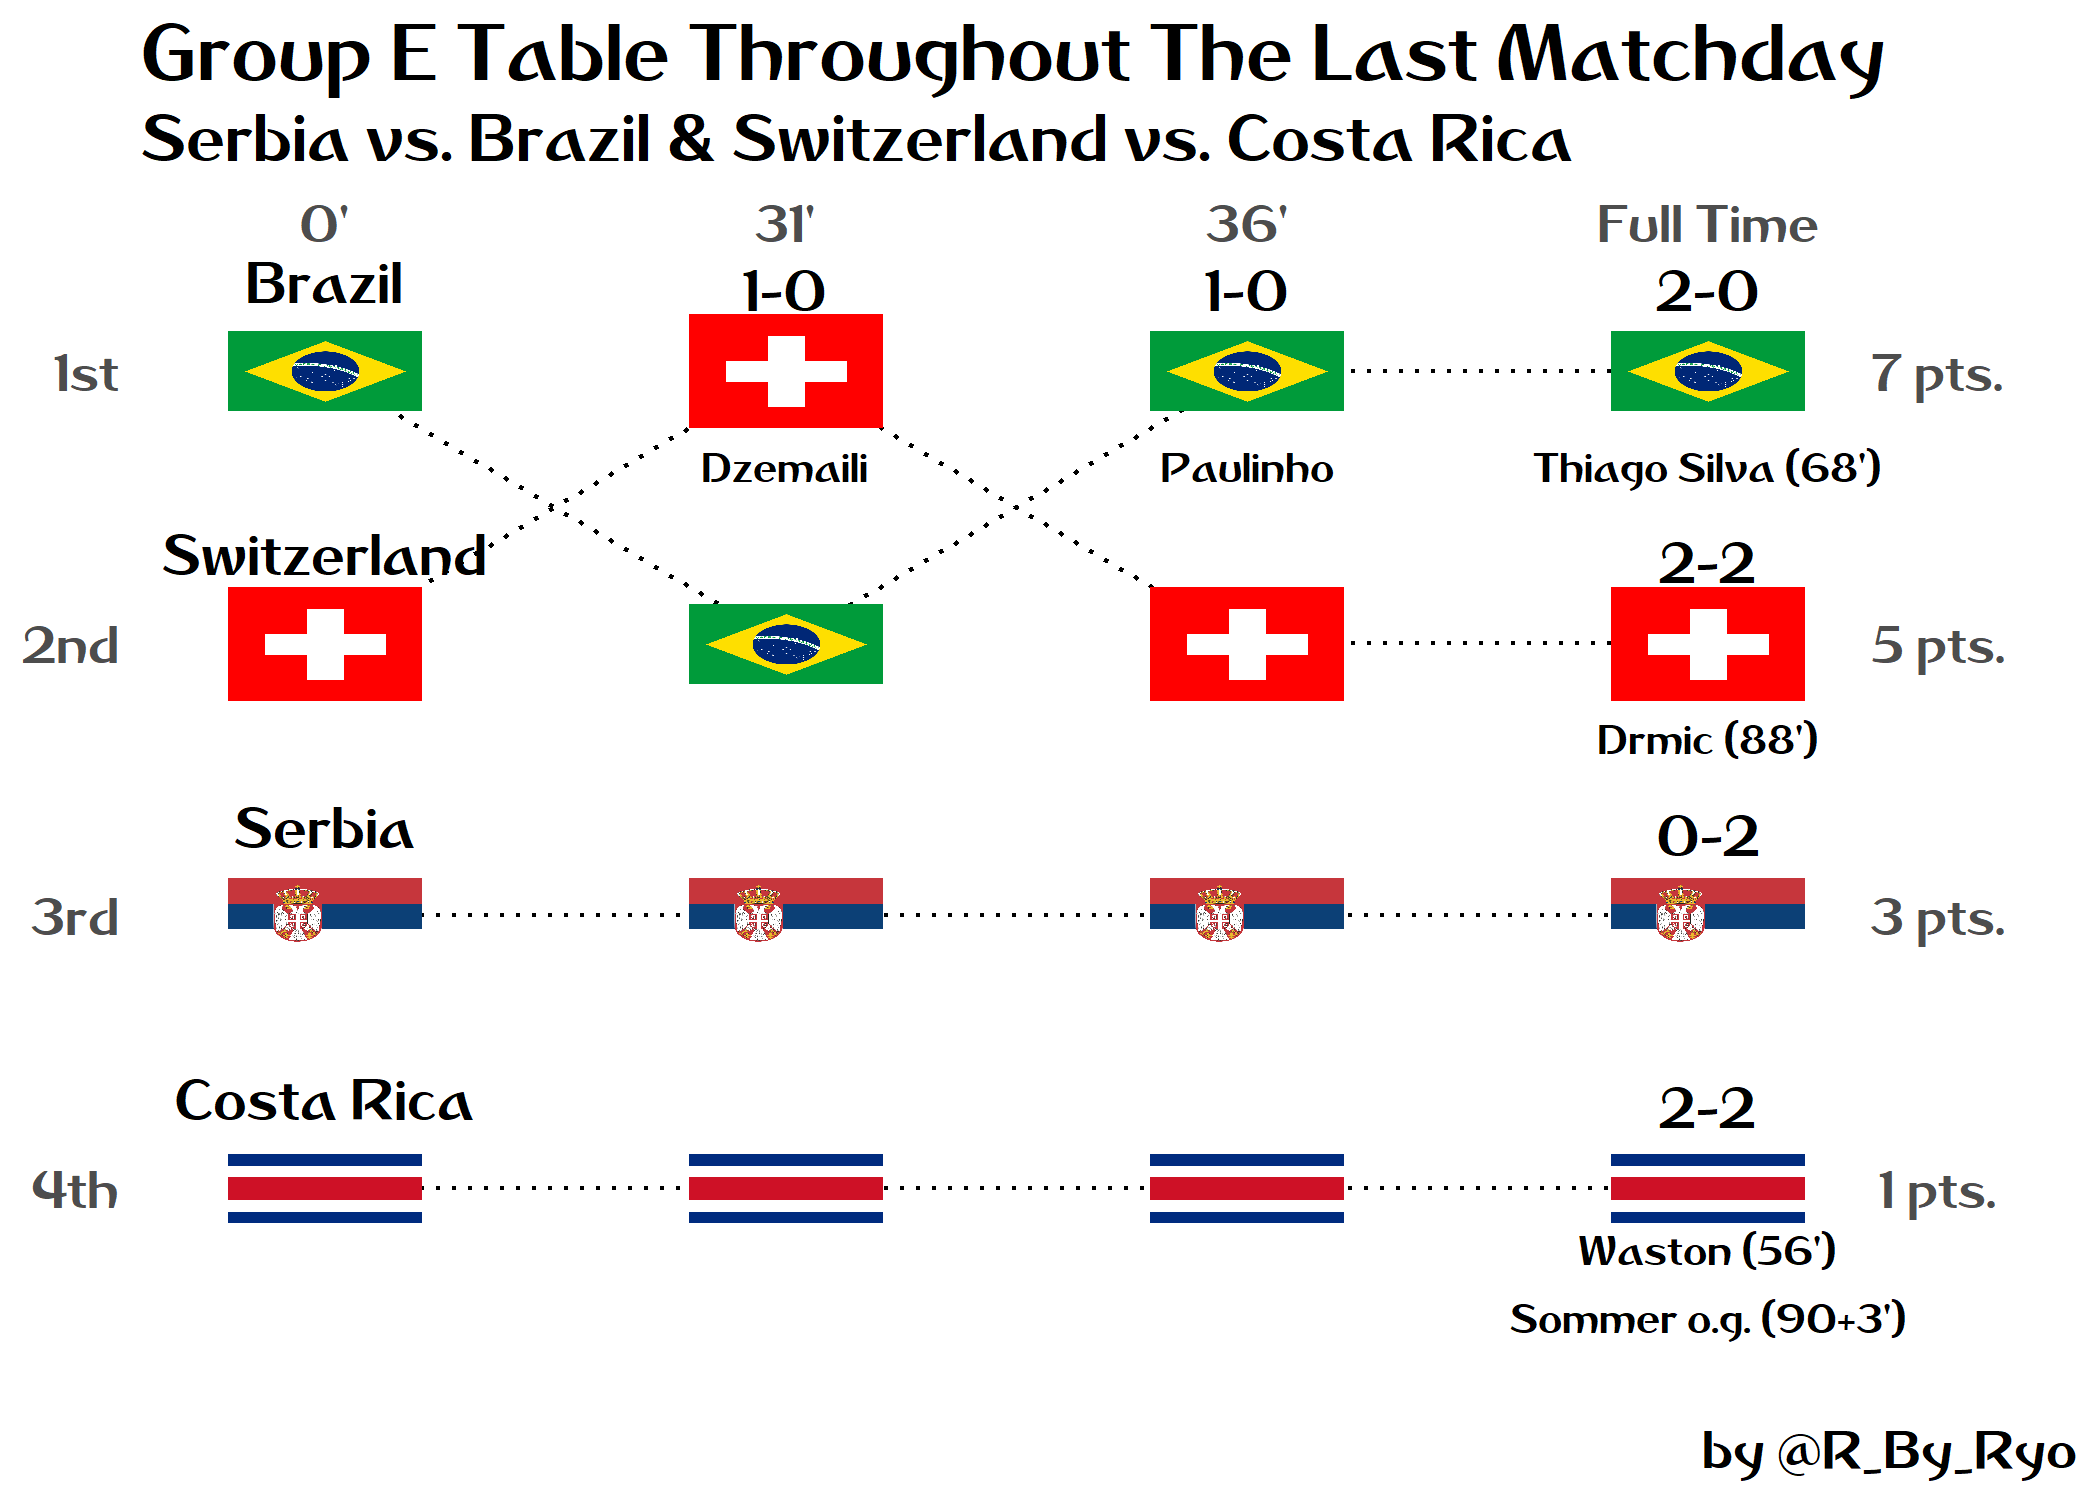 Group E Table Throughout The Last Matchday
Serbia vs. Brazil & Switzerland vs. Costa Rica
0' 31' 36' Full Time
Brazil 1-0 1-0 2-0
1st 7 pts.
Dzemaili Paulinho Thiago Silva (68')
Switzerland 2-2
2nd 5 pts.
Drmic (88')
Serbia 0-2
3rd 3 pts.
Costa Rica 2-2
4th 1 pts.
Waston (56')
Sommer o.g. (90+3')
by @R_By_Ryo